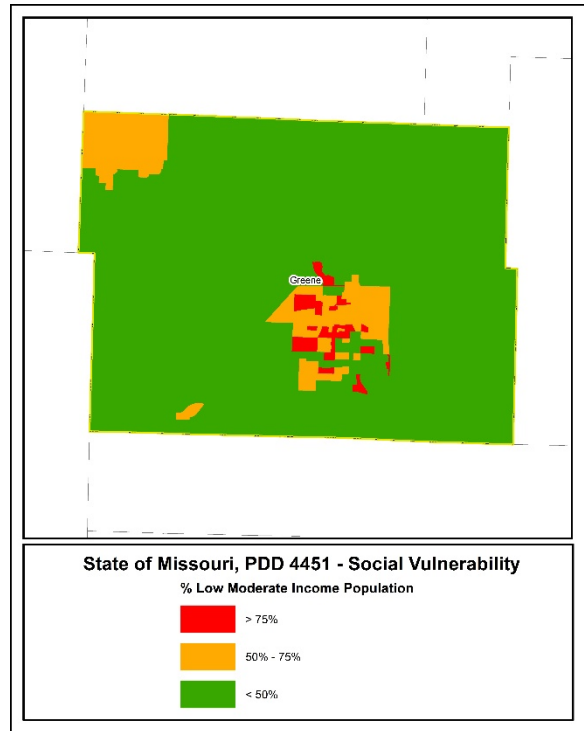 Greene
State of Missouri, PDD 4451 - Social Vulnerability
% Low Moderate Income Population
> 75%
50% - 75%
< 50%